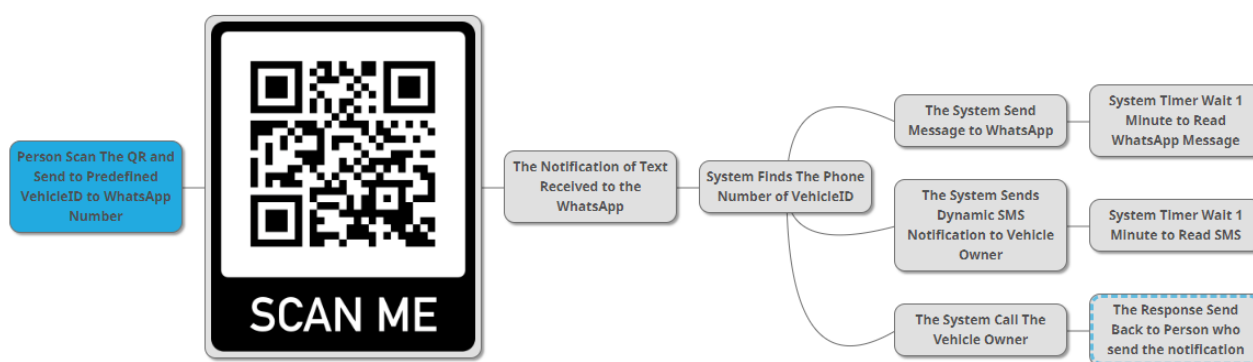 Person Scan The QR and
Send to Predefined
VehicleID to WhatsApp
Number
SCAN ME
The Notification of Text
Received to the
WhatsApp
System Finds The Phone
Number of VehicleID
The System Send
Message to WhatsApp
System Timer Wait 1
Minute to Read
WhatsApp Message
The System Sends
Dynamic SMS
Notification to Vehicle
Owner
System Timer Wait 1
Minute to Read SMS
The System Call The
Vehicle Owner
The Response Send
Back to Person who
send the notification